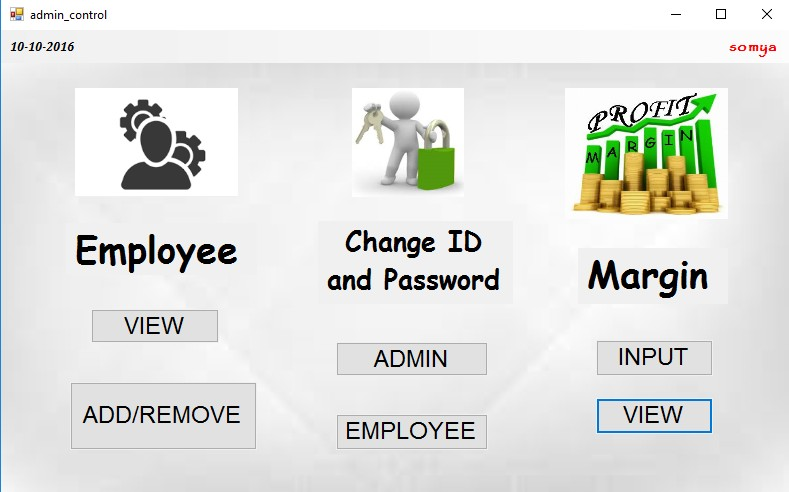 admin_control
10-10-2016
somya
PROFIT
MARGIN
Employee
VIEW
ADD/REMOVE
Change ID
and Password
ADMIN
EMPLOYEE
Margin
INPUT
VIEW